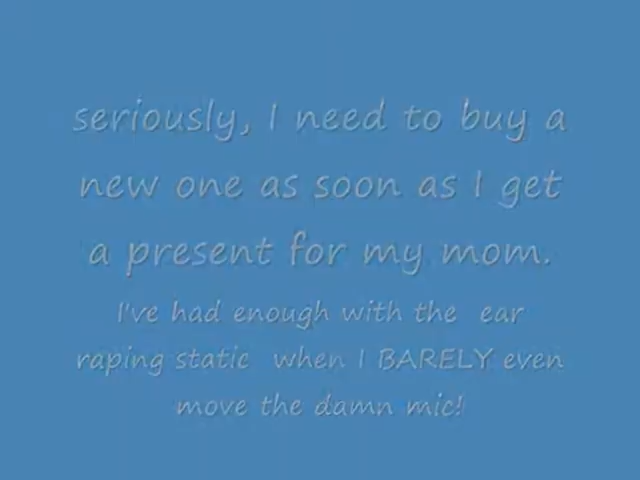 seriously, I need to buy a
new one as soon as I get
a present for my mom.
I've had enough with the ear
raping static when I BARELY even
move the damn mic!